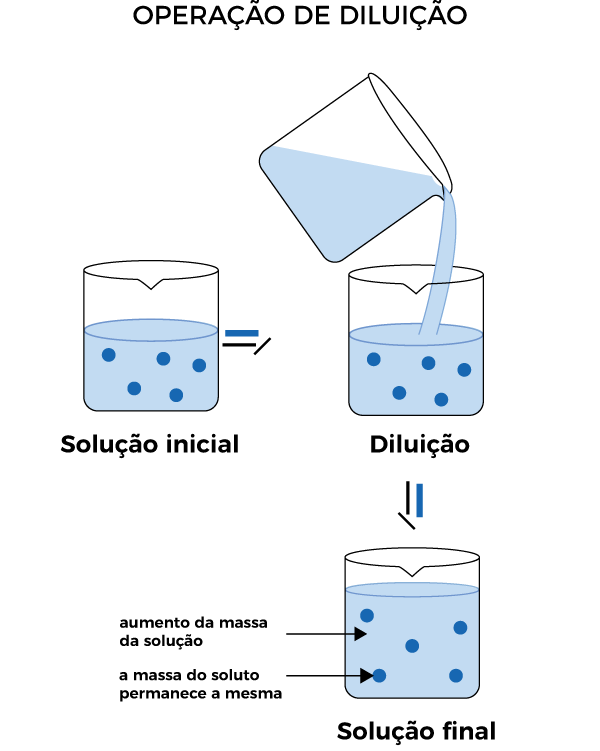 OPERAÇÃO DE DILUIÇÃO
Solução inicial
Diluição
aumento da massa
da solução
a massa do soluto
permanece a mesma
Solução final